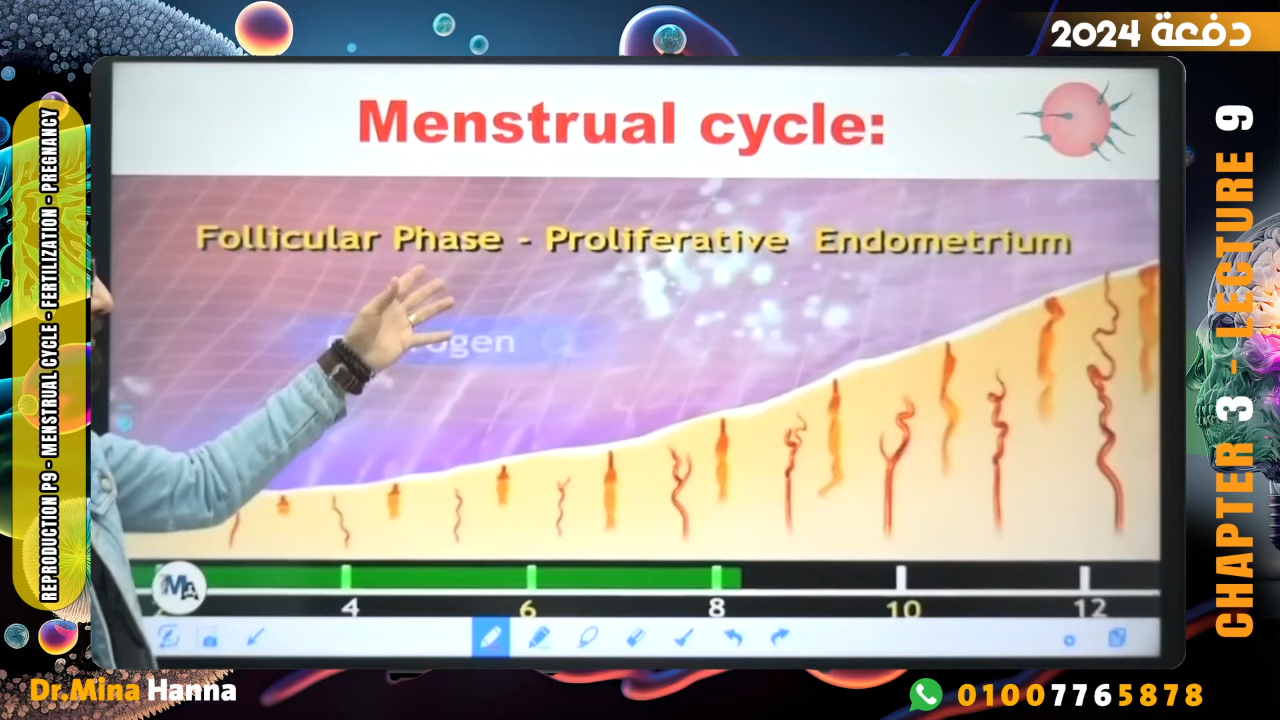 دفعة 2024
Menstrual cycle:
Follicular Phase - Proliferative Endometrium
4
6
8
10
12
MA
REPRODUCTION P9 - MENSTRUAL CYCLE - FERTILIZATION - PREGNANCY
CHAPTER 3 - LECTURE 9
Dr.Mina Hanna
01007765878